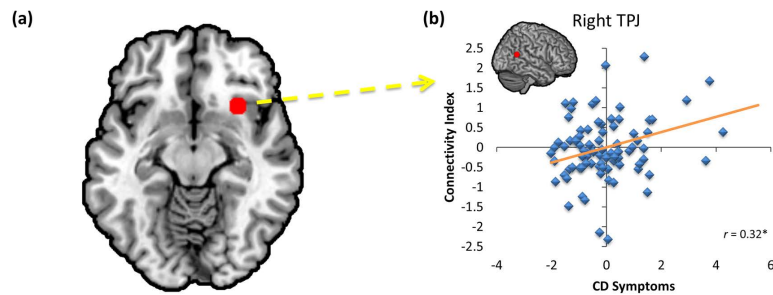 (a)
(b)
Right TPJ
Connectivity Index
2.5
2
1.5
1
0.5
0
-0.5
-1
-1.5
-2
-2.5
r = 0.32*
-4
-2
0
2
4
6
CD Symptoms